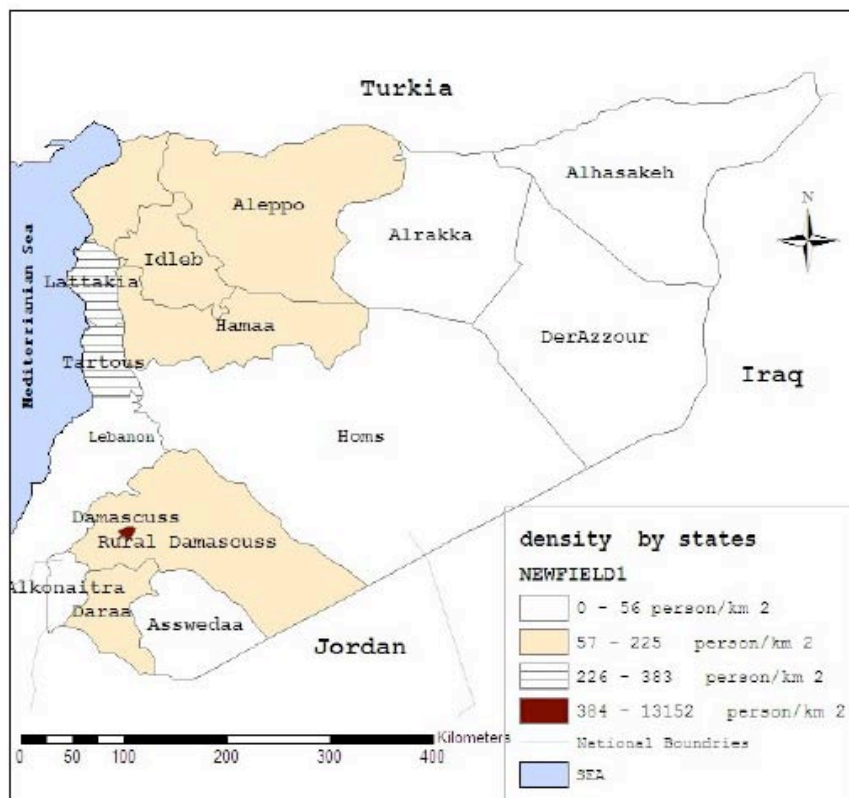 Turkia
N
Alhasakeh
Aleppo
Alrakka
Idleb
Mediterrianian Sea
Lattakia
Hamaa
DerAzzour
Tartous
Iraq
Lebanon
Homs
Damascuss
Rural Damascuss
Alkonaitra
Daraa
Asswedaa
Jordan
density by states
NEWFIELD1
0 - 56 person/km 2
57 - 225 person/km 2
226 - 383 person/km 2
384 - 13152 person/km 2
National Boundries
SEA
Kilometers
0 50 100 200 300 400